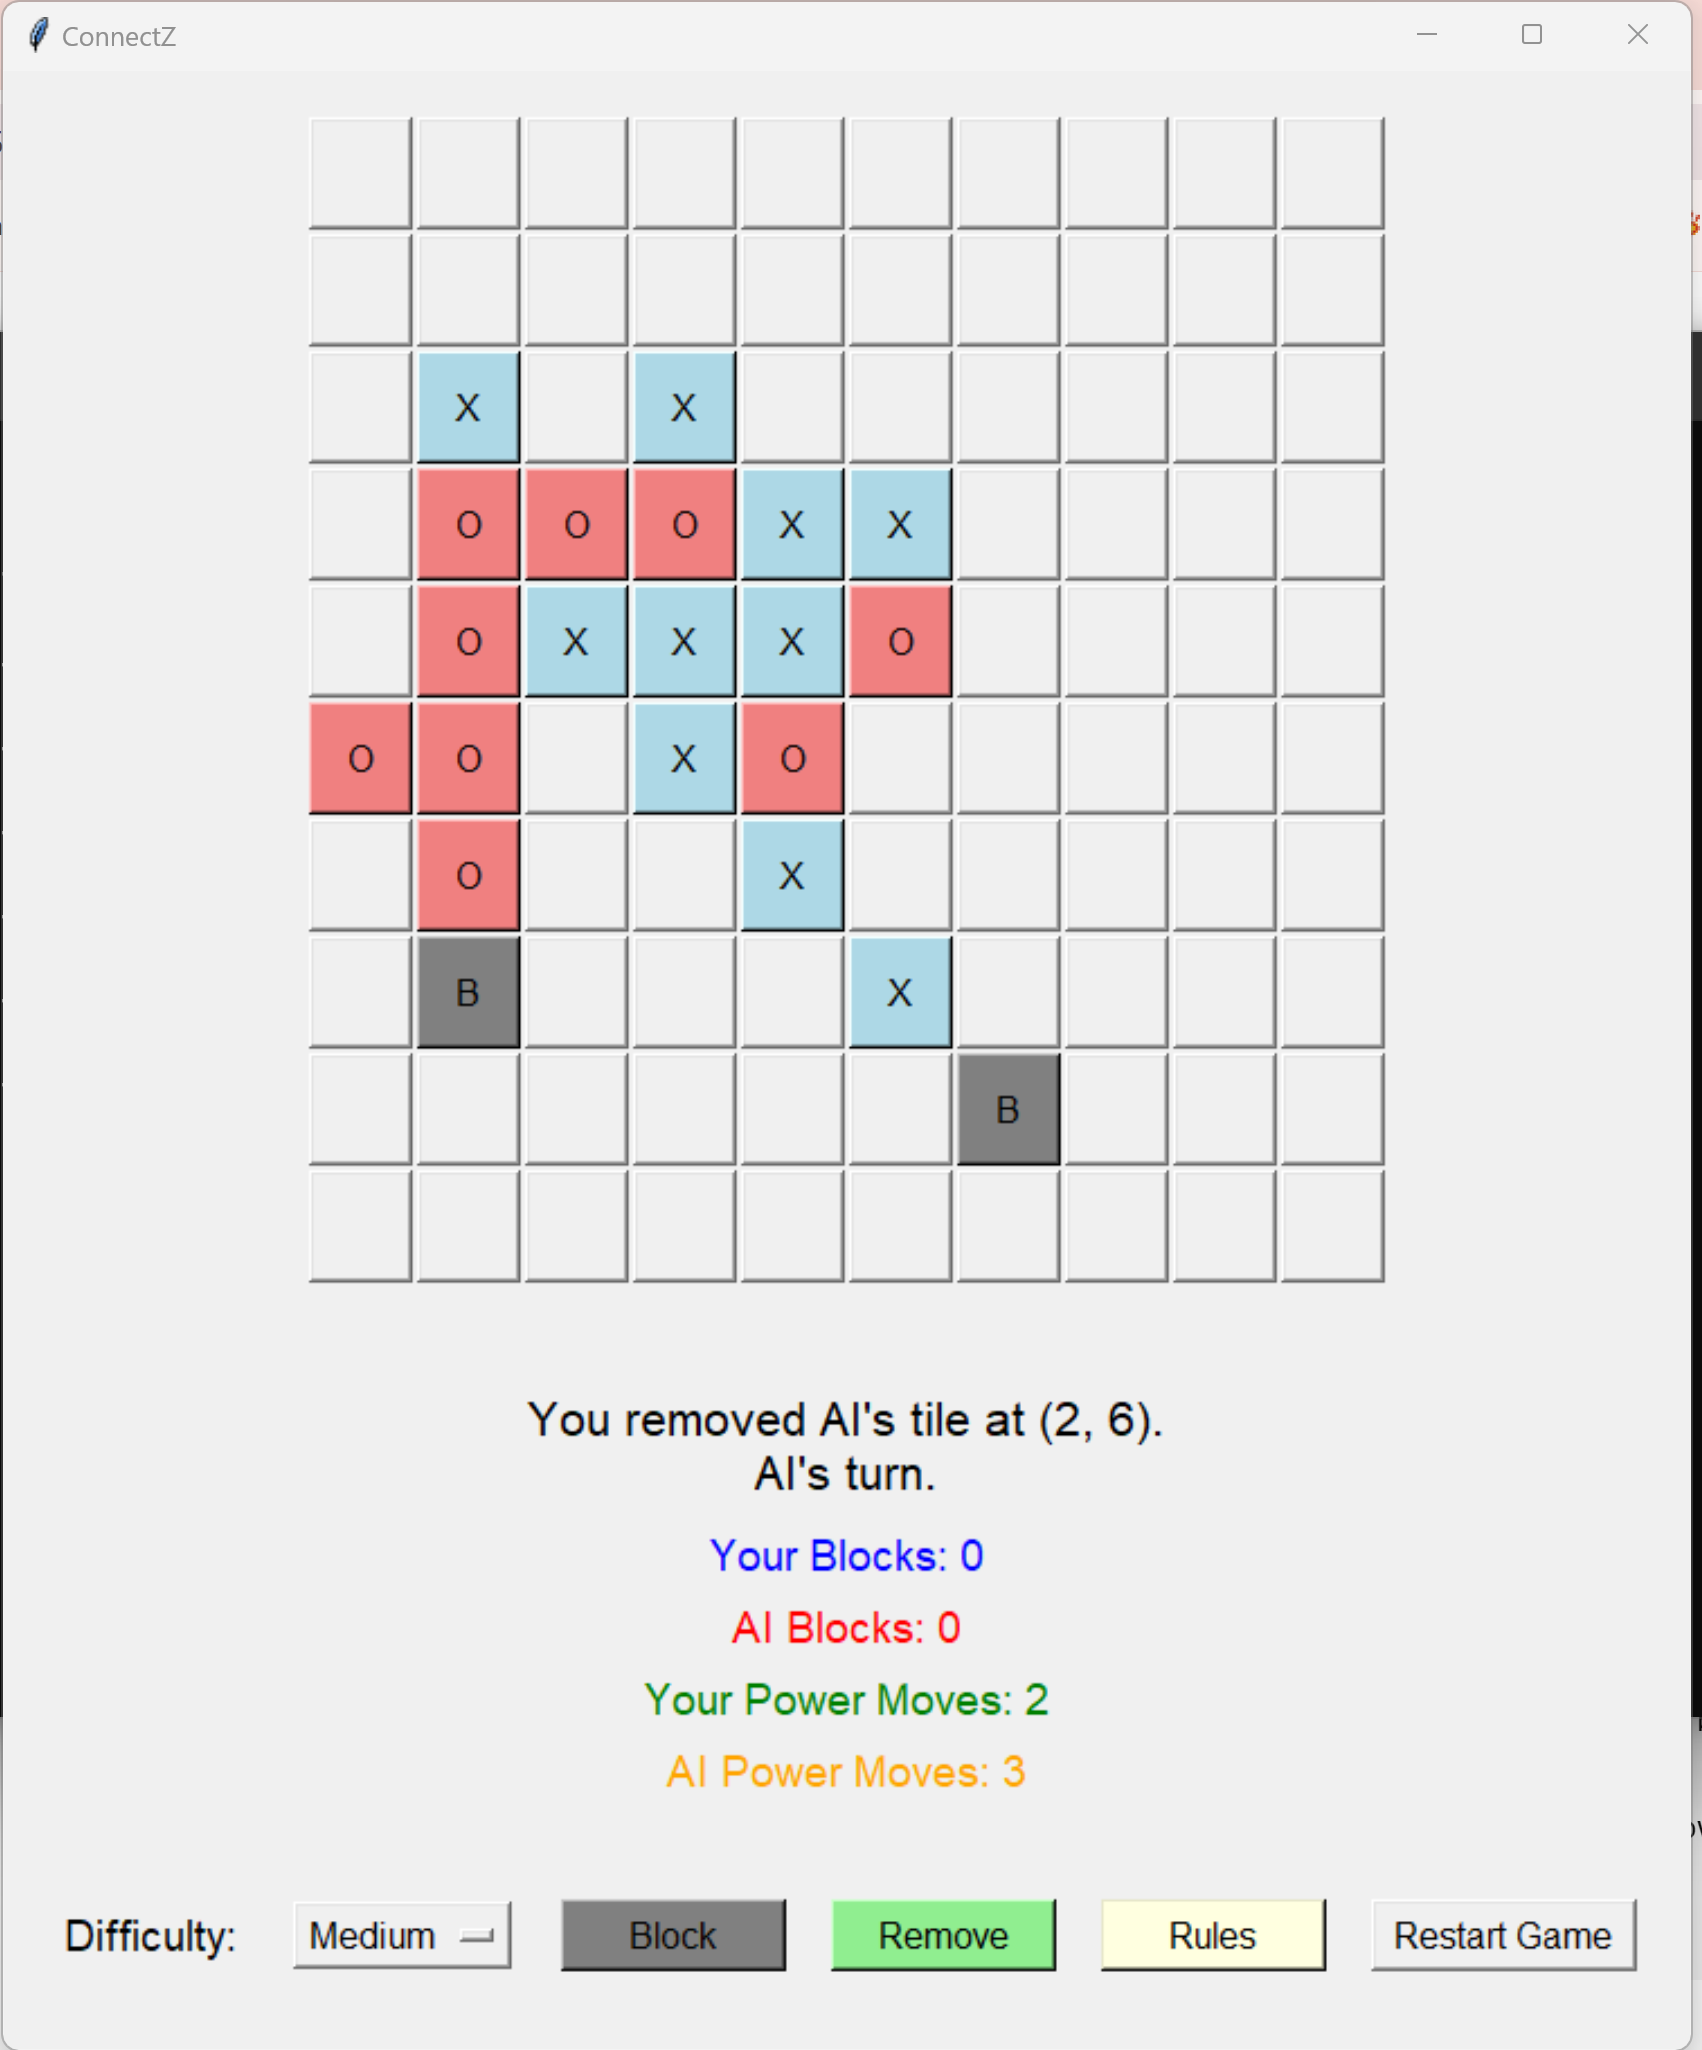 ConnectZ
X X
O O O X X
O X X X O
O O X O
O X
B X
B
You removed AI's tile at (2, 6).
AI's turn.
Your Blocks: 0
AI Blocks: 0
Your Power Moves: 2
AI Power Moves: 3
Difficulty: Medium Block Remove Rules Restart Game